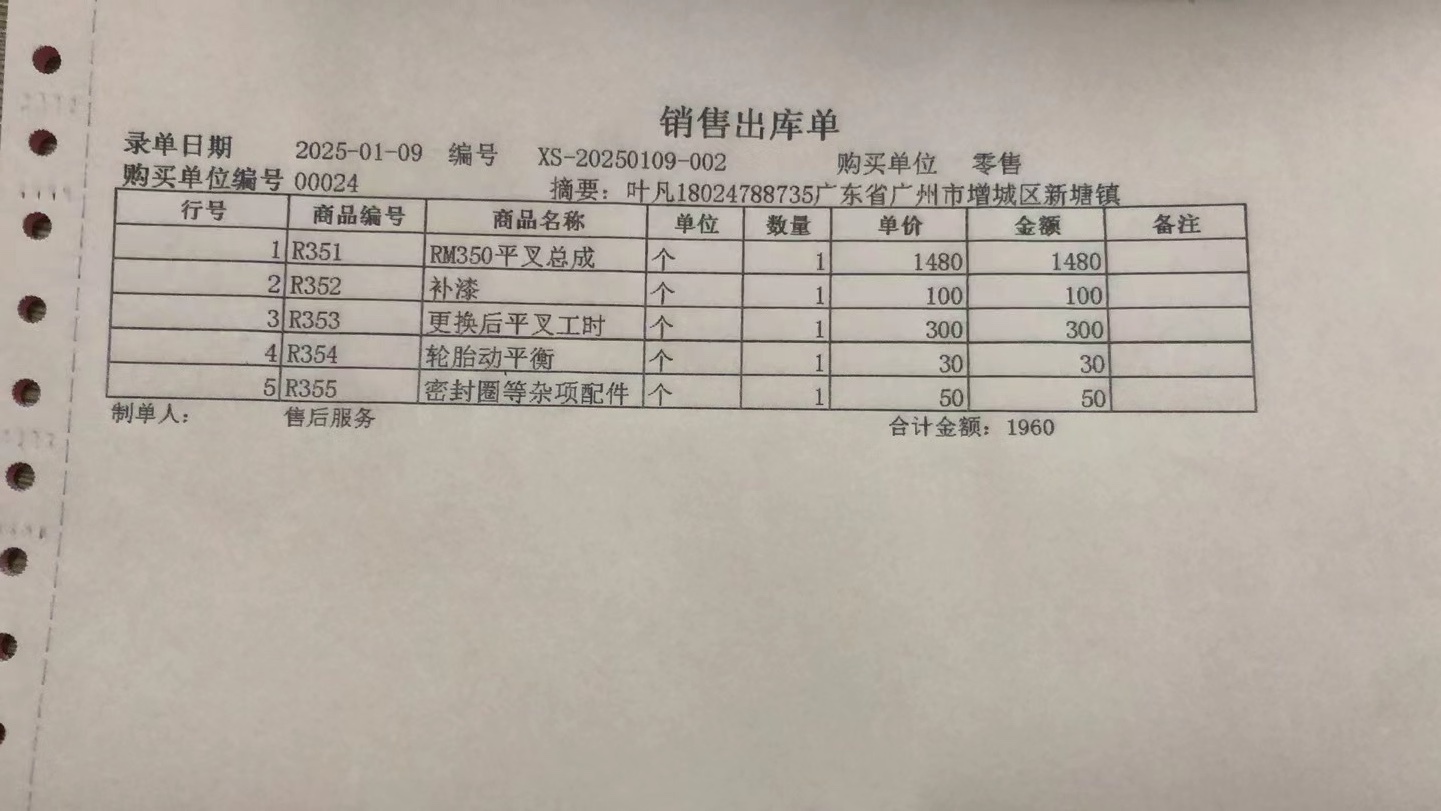 销售出库单
录单日期 2025-01-09 编号 XS-20250109-002 购买单位 零售
购买单位编号 00024 摘要：叶凡18024788735广东省广州市增城区新塘镇
行号 商品编号 商品名称 单位 数量 单价 金额 备注
1 R351 RM350平叉总成 个 1 1480 1480
2 R352 补漆 个 1 100 100
3 R353 更换后平叉工时 个 1 300 300
4 R354 轮胎动平衡 个 1 30 30
5 R355 密封圈等杂项配件 个 1 50 50
制单人： 售后服务 合计金额：1960